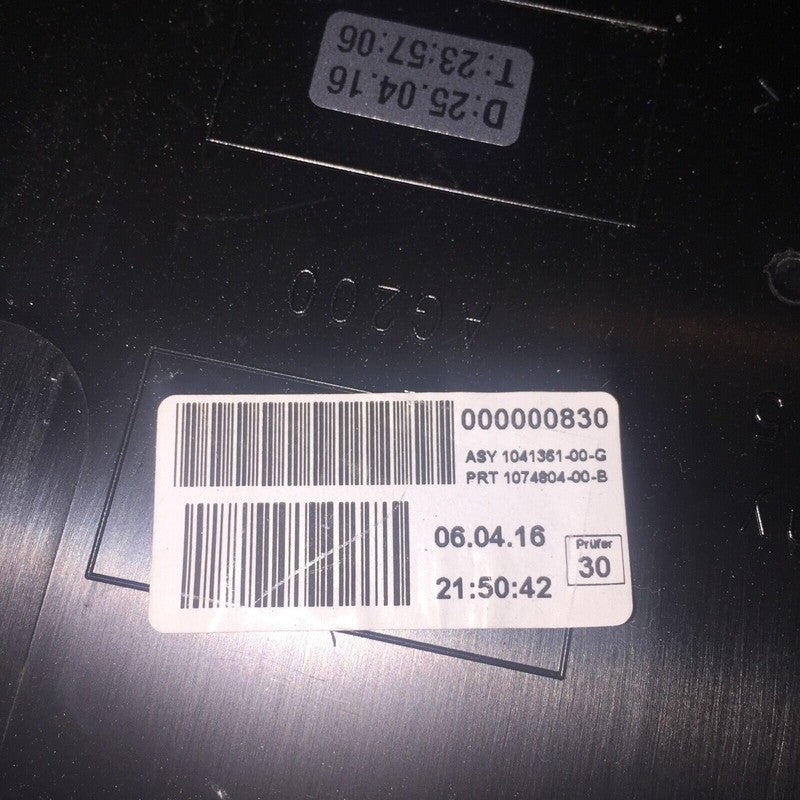 D:25.04.16
T:23:57:06
AG200
000000830
ASY 1041361-00-G
PRT 1074804-00-B
06.04.16
Prüfer
30
21:50:42